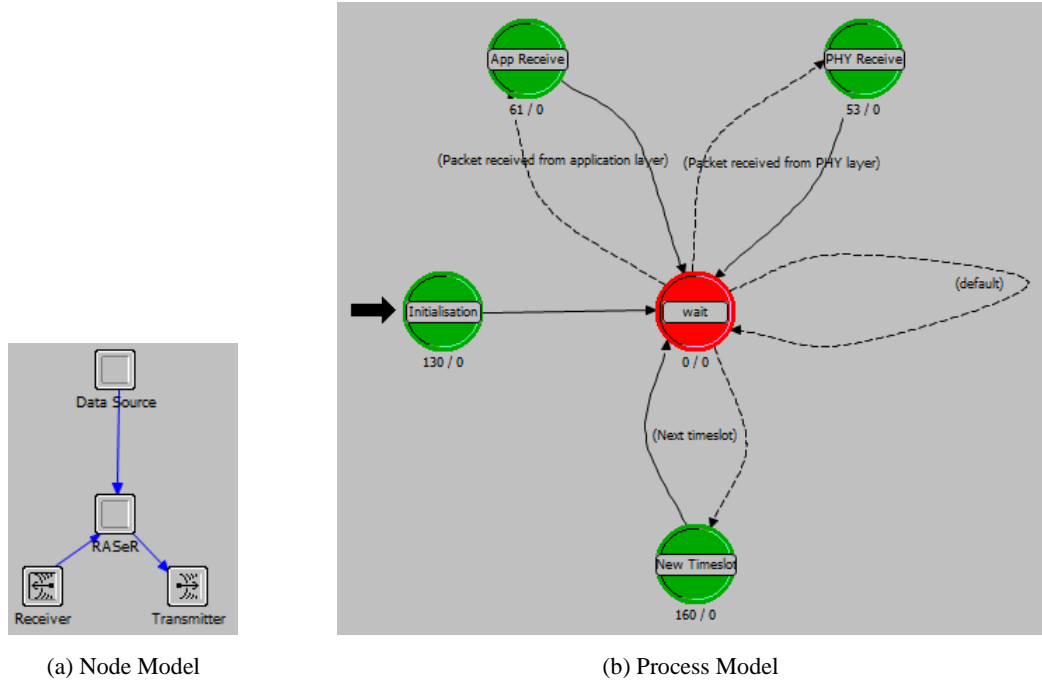 Data Source
RASeR
Receiver
Transmitter
(a) Node Model
App Receive
61 / 0
PHY Receive
53 / 0
(Packet received from application layer)
(Packet received from PHY layer)
Initialisation
130 / 0
wait
0 / 0
(default)
(Next timeslot)
New Timeslot
160 / 0
(b) Process Model